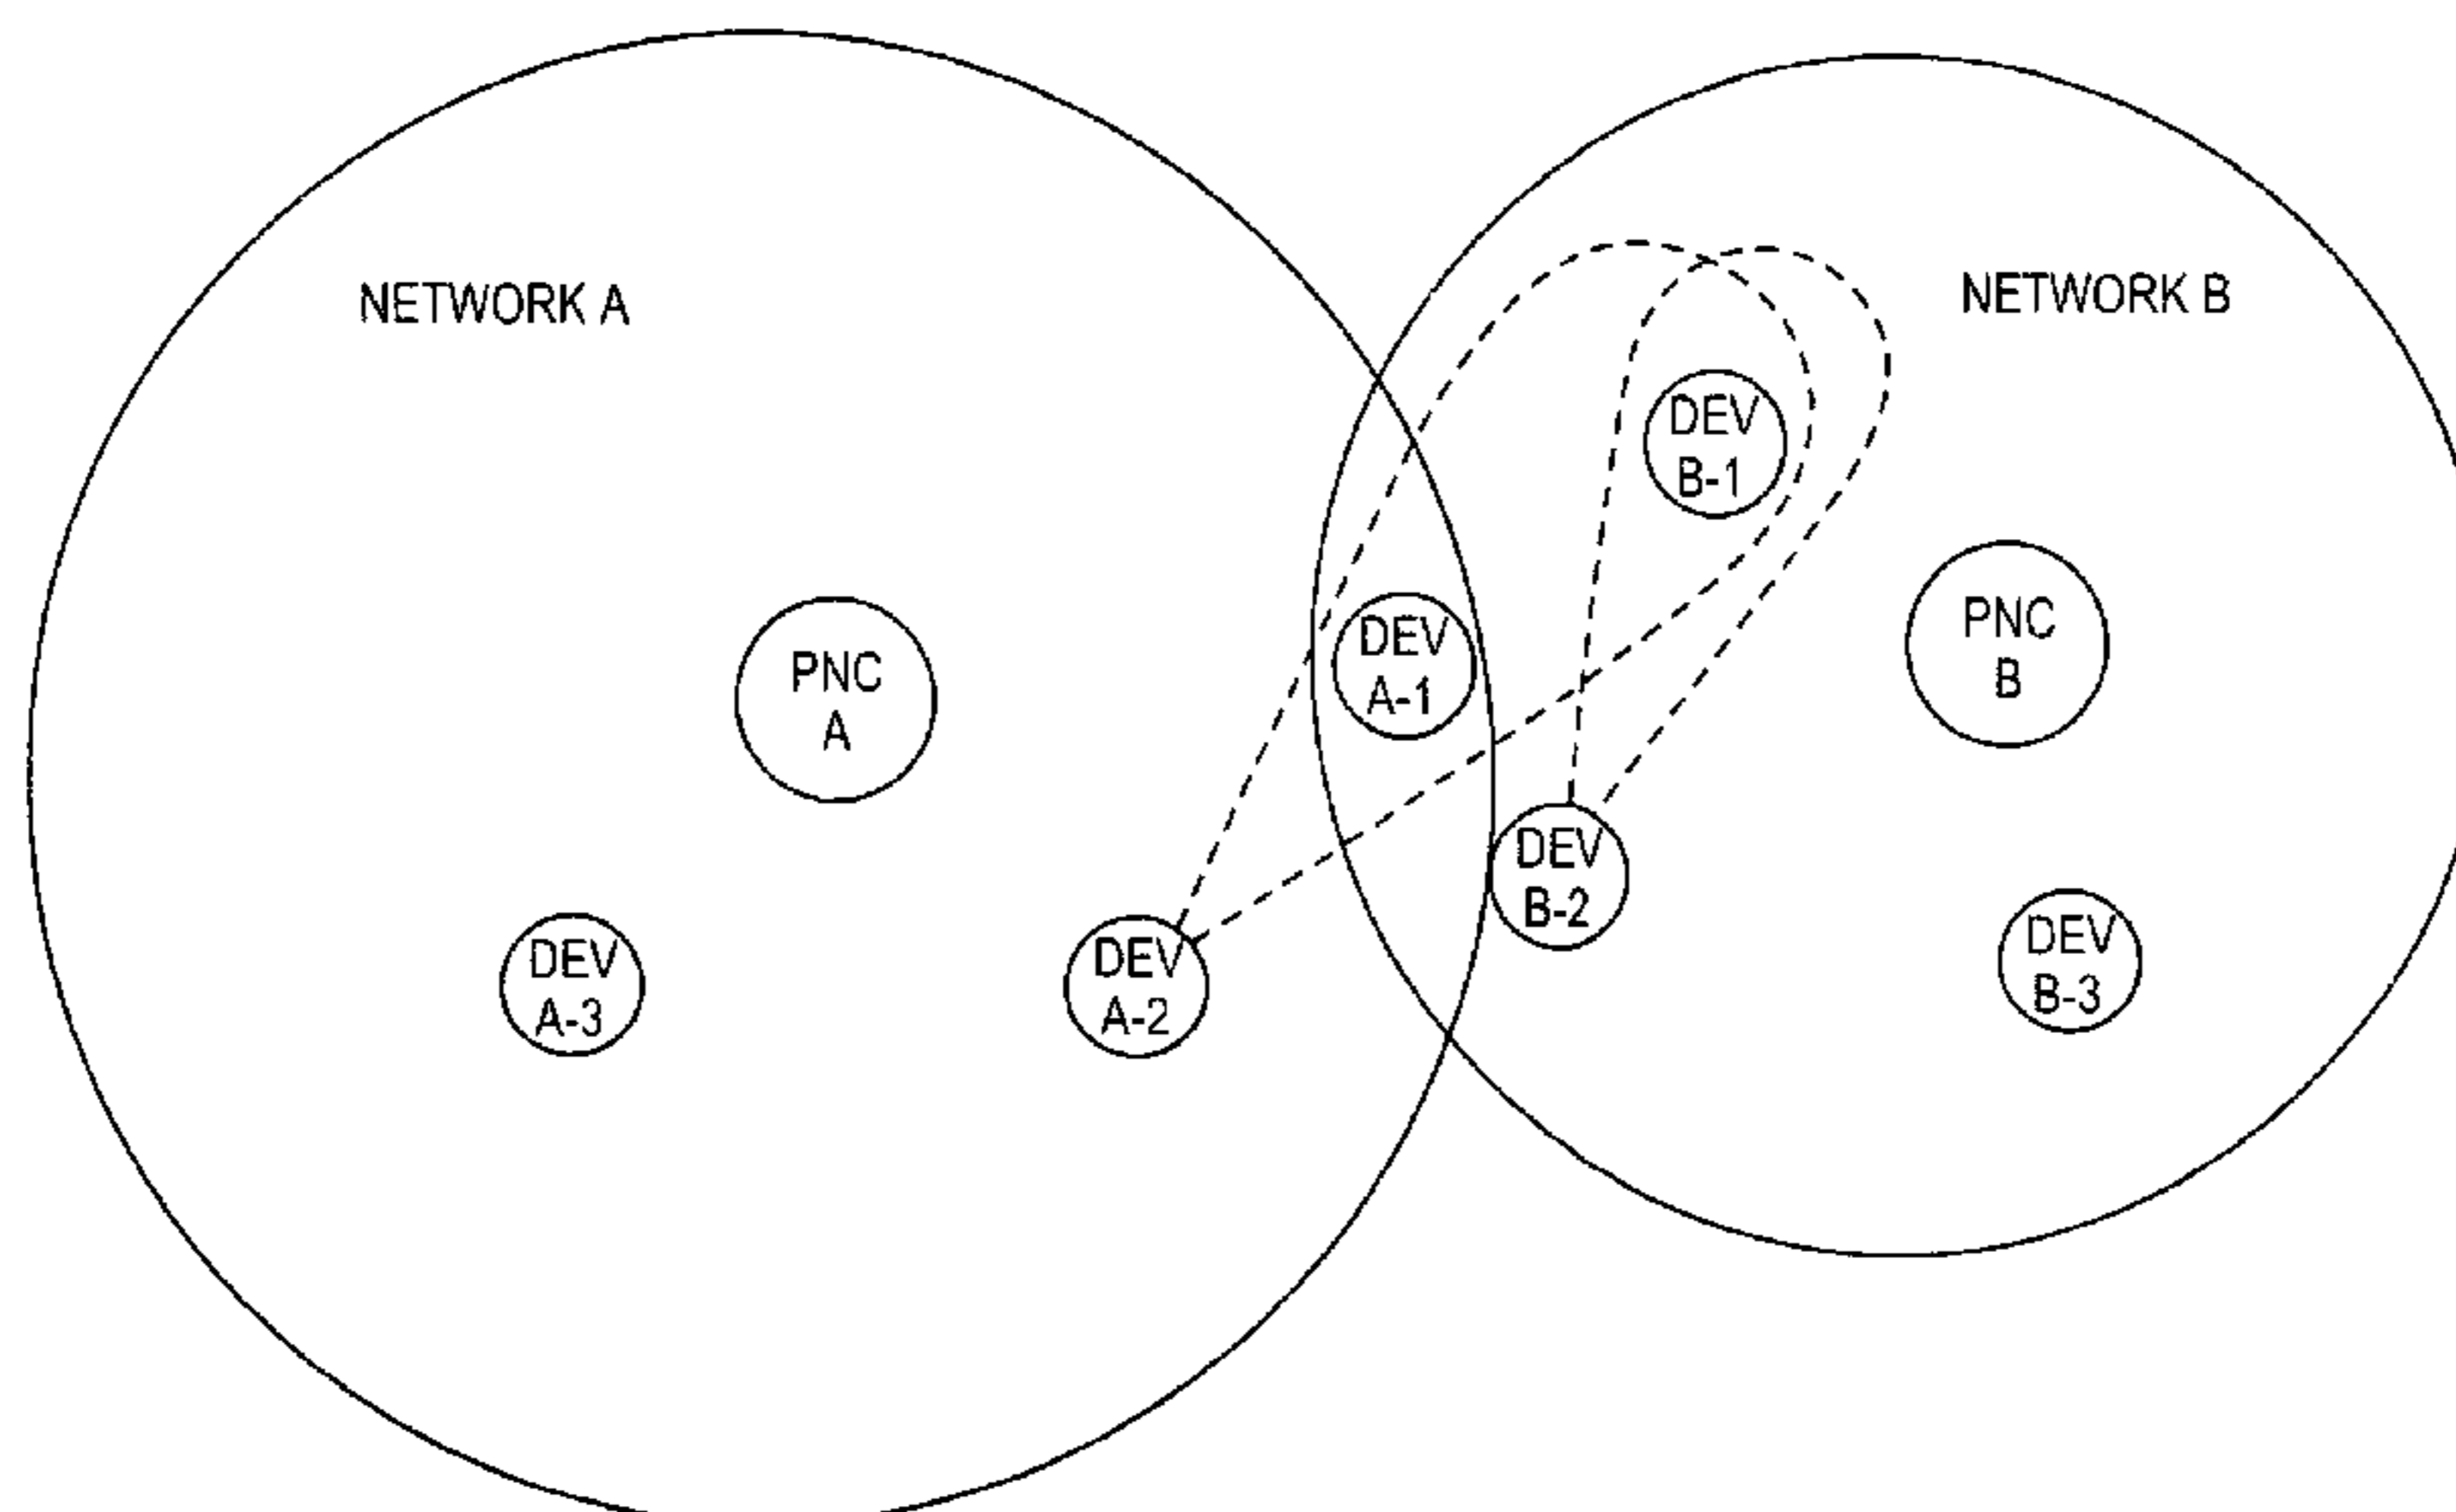 NETWORK A
NETWORK B
DEV
B-1
PNC
B
DEV
A-1
PNC
A
DEV
B-2
DEV
B-3
DEV
A-2
DEV
A-3